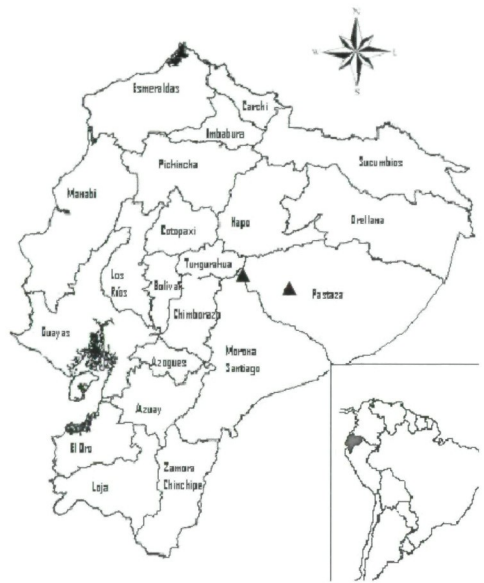 N
W
L
S
Esmeraldas
Carchi
Imbabura
Sucumbios
Pichincha
Manabi
Napo
Orellana
Cotopaxi
Tungurahua
Los
Ríos
Bolivar
Pastaza
Chimborazo
Guayas
Morona
Santiago
Azogues
Azuay
El Oro
Zamora
Chinchipe
Loja